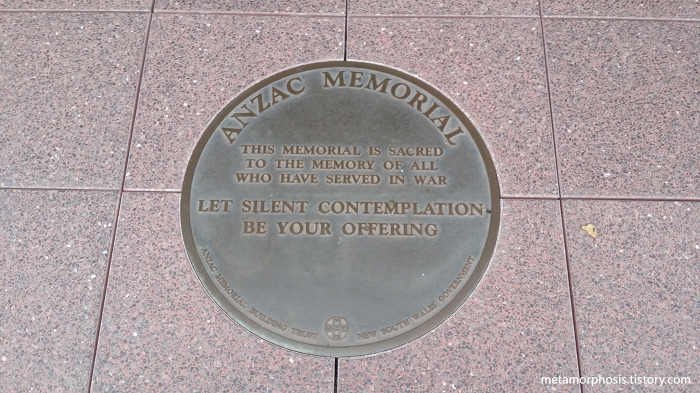 ANZAC MEMORIAL
THIS MEMORIAL IS SACRED
TO THE MEMORY OF ALL
WHO HAVE SERVED IN WAR
LET SILENT CONTEMPLATION
BE YOUR OFFERING
ANZAC MEMORIAL BUILDING TRUST
NEW SOUTH WALES GOVERNMENT
metamorphosis.tistory.com